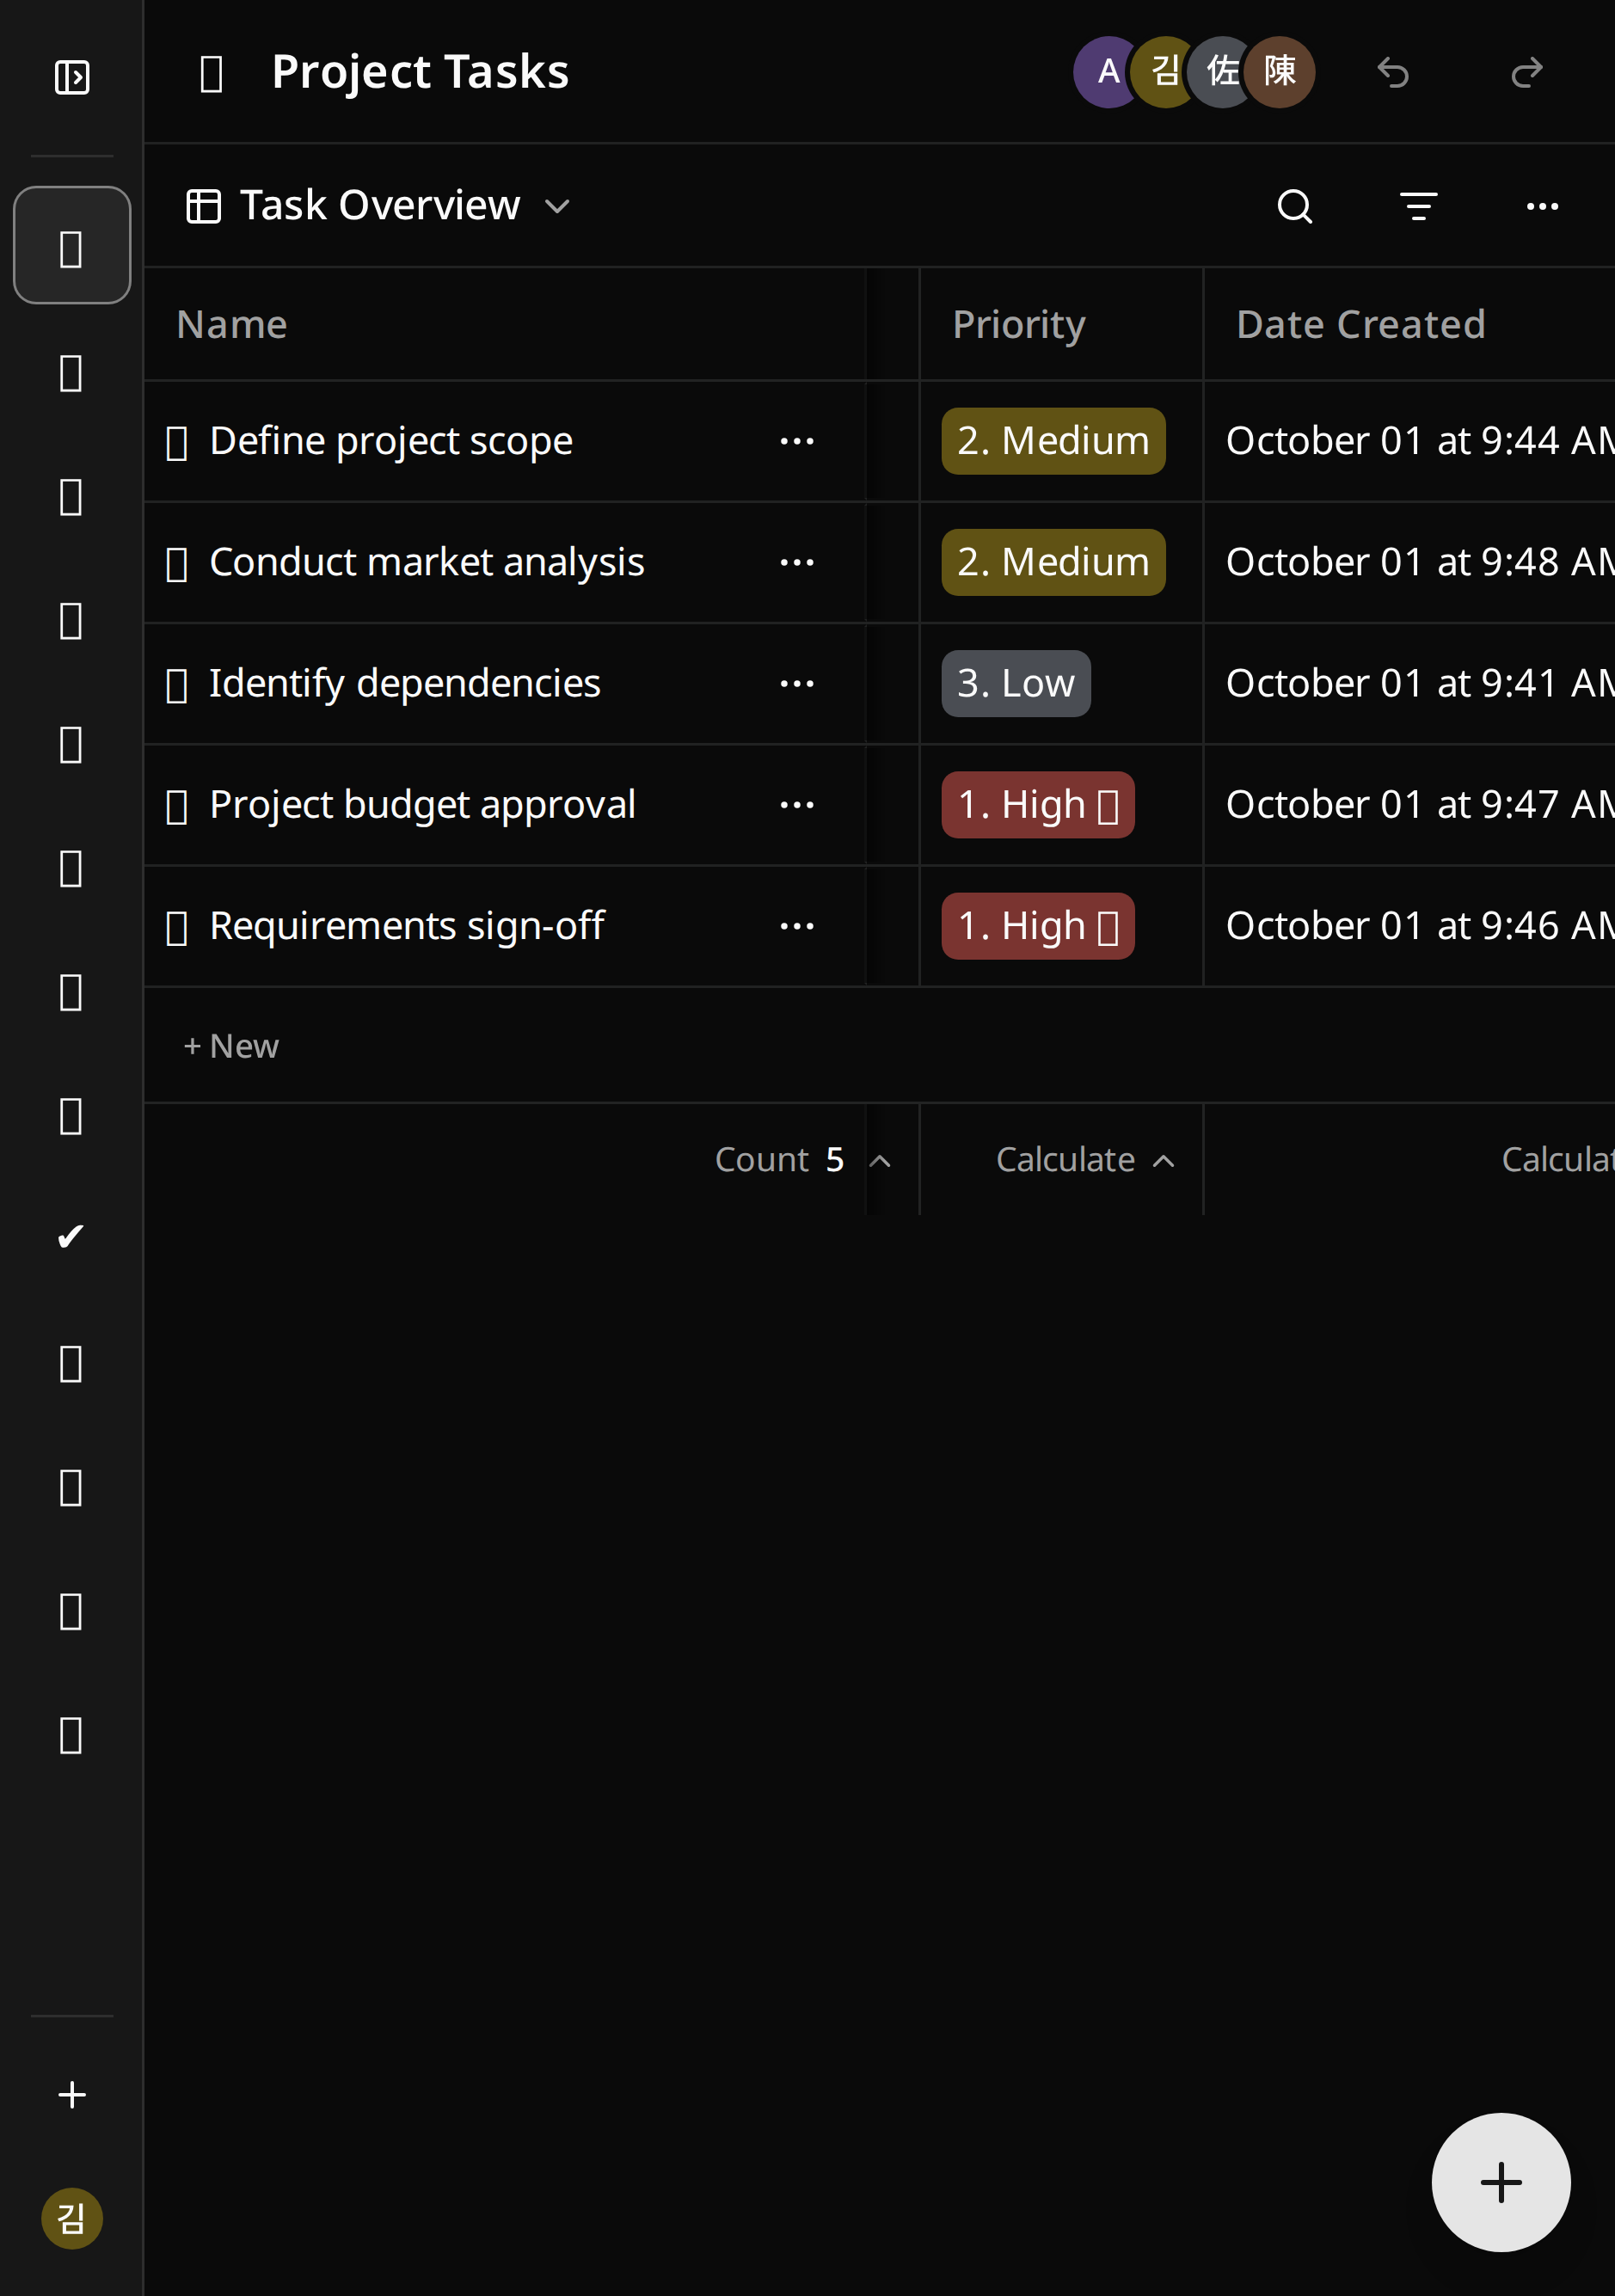 Project Tasks
A 김 佐 陳
Task Overview
Name Priority Date Created
Define project scope 2. Medium October 01 at 9:44 AM
Conduct market analysis 2. Medium October 01 at 9:48 AM
Identify dependencies 3. Low October 01 at 9:41 AM
Project budget approval 1. High October 01 at 9:47 AM
Requirements sign-off 1. High October 01 at 9:46 AM
+ New
Count 5 Calculate Calculat
김